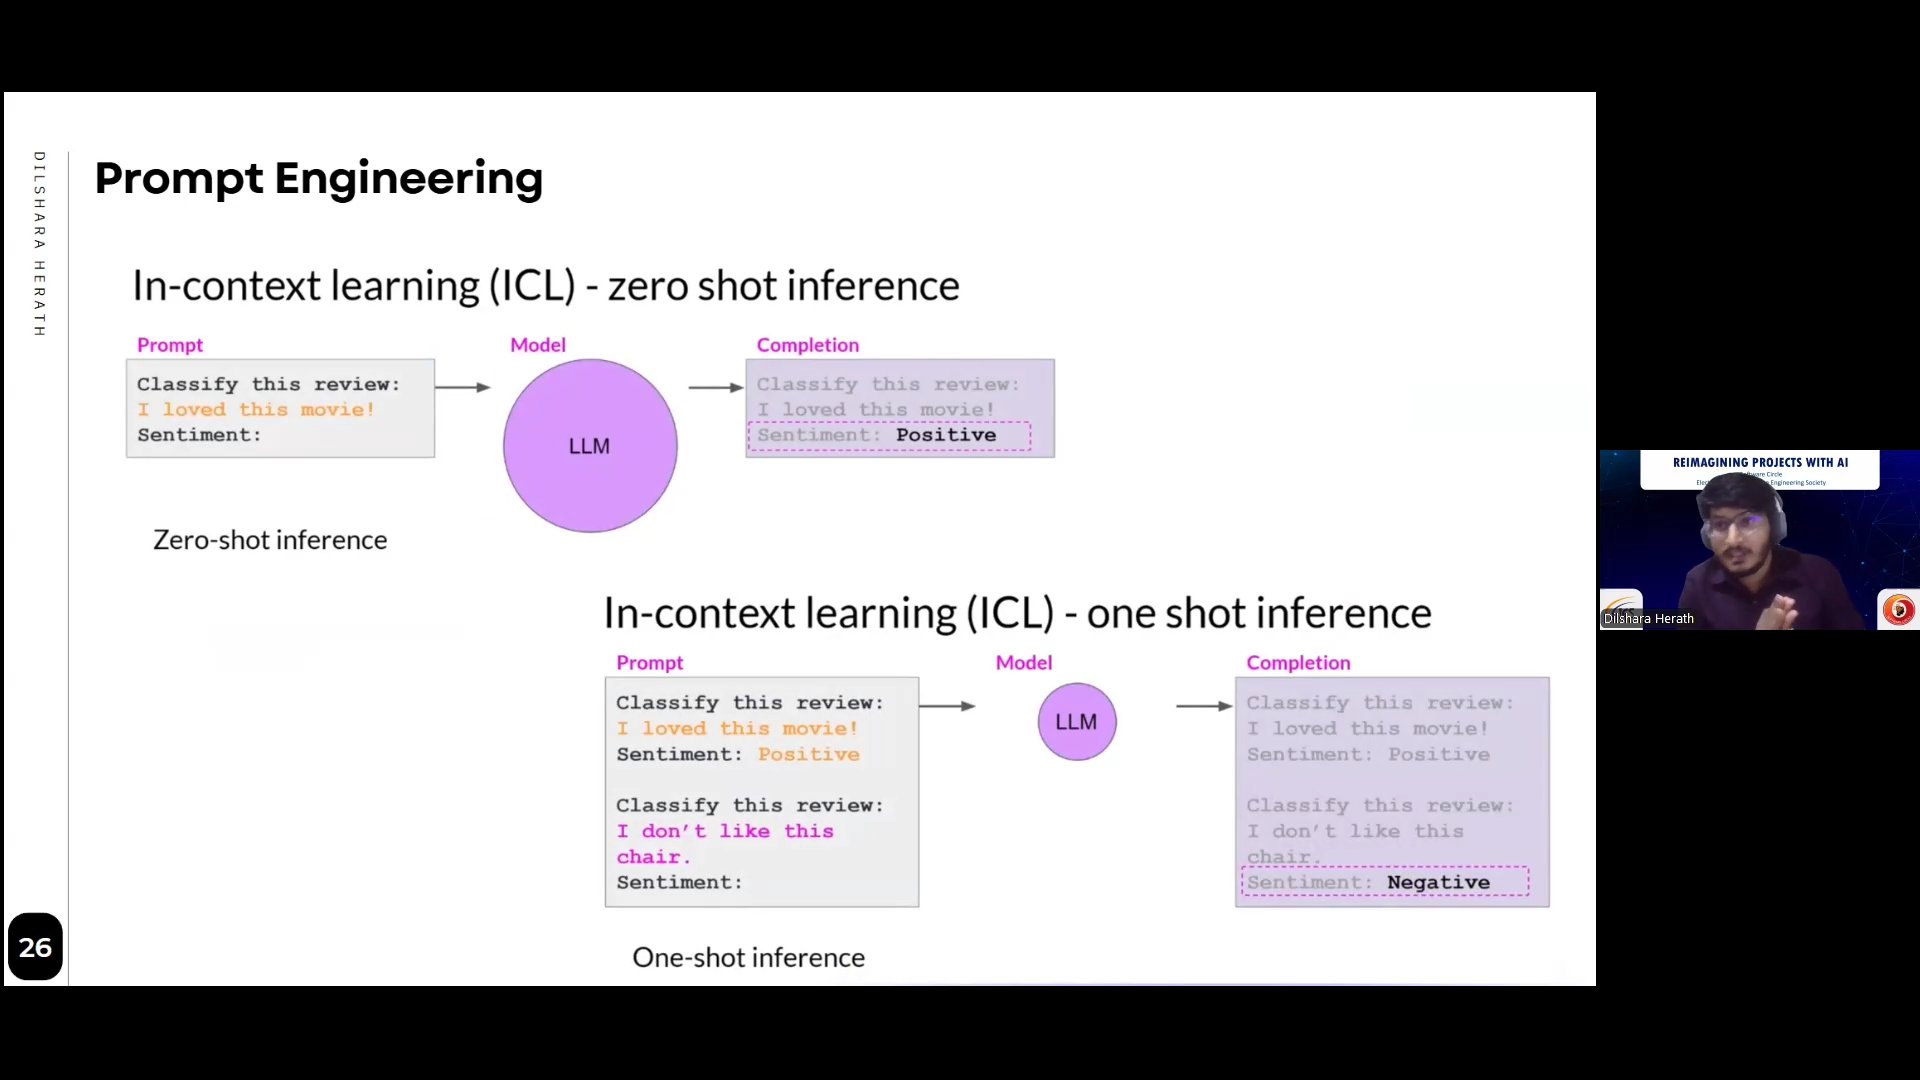 DILSHARA HERATH
Prompt Engineering
In-context learning (ICL) - zero shot inference
Prompt
Model
Completion
Classify this review:
I loved this movie!
Sentiment:
LLM
Classify this review:
I loved this movie!
Sentiment: Positive
Zero-shot inference
In-context learning (ICL) - one shot inference
Prompt
Model
Completion
Classify this review:
I loved this movie!
Sentiment: Positive
Classify this review:
I don't like this
chair.
Sentiment:
LLM
Classify this review:
I loved this movie!
Sentiment: Positive
Classify this review:
I don't like this
chair.
Sentiment: Negative
One-shot inference
26
REIMAGINING PROJECTS WITH AI
Circle
Engineering Society
Dilshara Herath